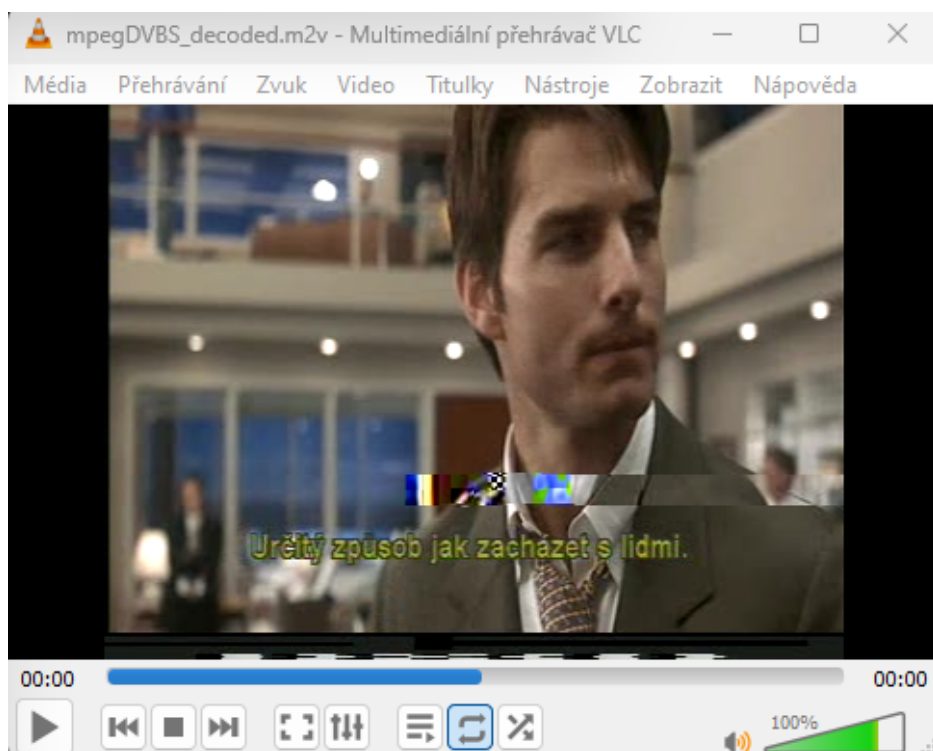 mpegDVBS_decoded.m2v - Multimediální přehrávač VLC
Média Přehrávání Zvuk Video Titulky Nástroje Zobrazit Nápověda
Určitý způsob jak zacházet s lidmi.
00:00 00:00
100%